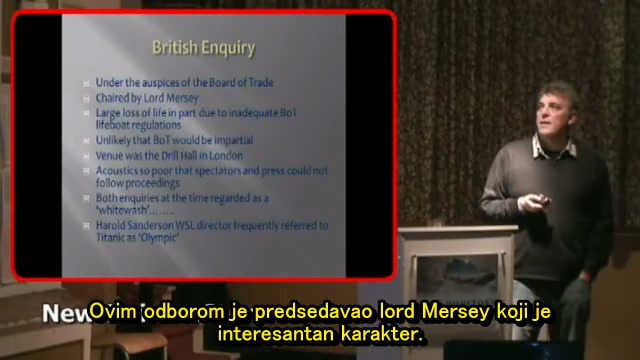 British Enquiry
Under the auspices of the Board of Trade
Chaired by Lord Mersey
Large loss of life in part due to inadequate BoT
lifeboat regulations
Unlikely that BoT would be impartial
Venue was the Drill Hall in London
Acoustics so poor that spectators and press could not
follow proceedings
Both enquiries at the time regarded as a
'whitewash'........
Harold Sanderson WSL director frequently referred to
Titanic as 'Olympic'
Ovim odborom je predsedavao lord Mersey koji je
interesantan karakter.